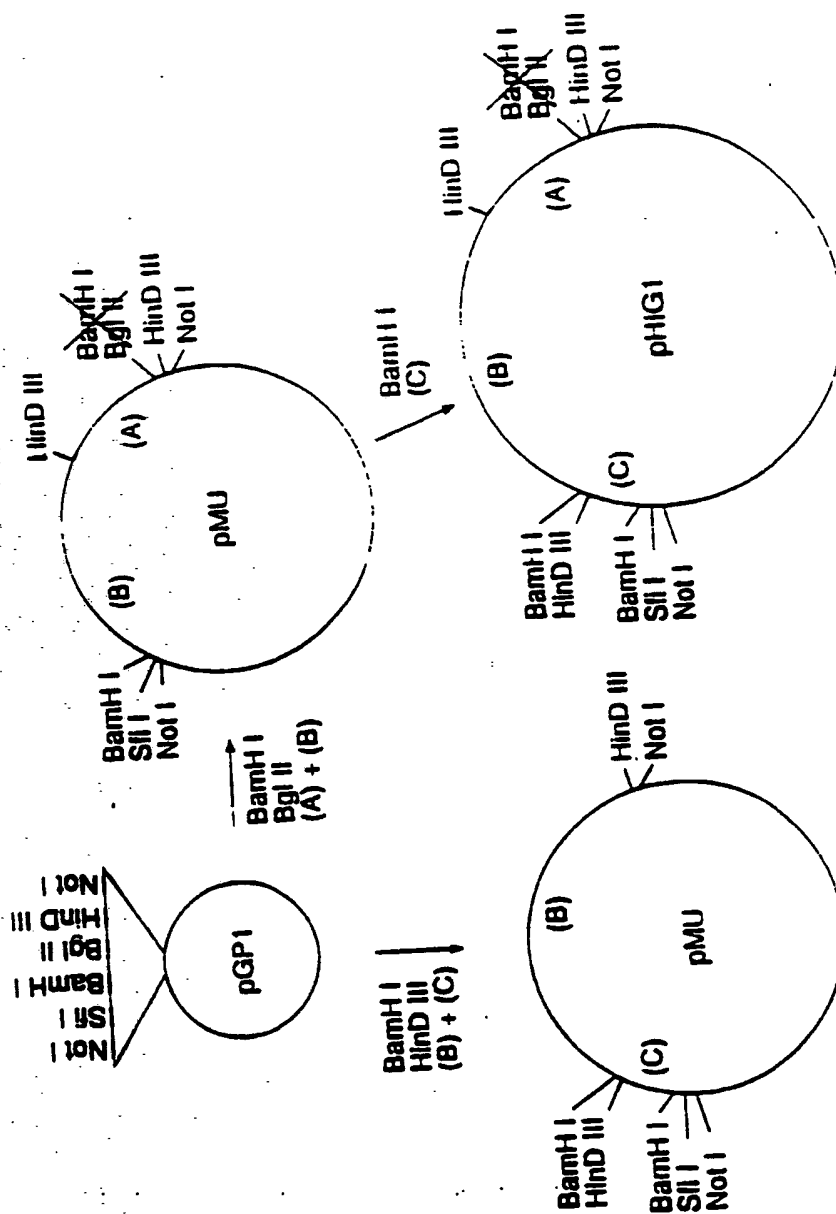 Not I
Sfi I
BamH I
Bgl II
HinD III
Not I
pGP1
BamH I
Bgl II
(A) + (B)
BamH I
HinD III
(B) + (C)
BamH I
Sfi I
Not I
(B)
pMU
(A)
HinD III
BamH I
Bgl II
HinD III
Not I
BamH I
(C)
BamH I
HinD III
(C)
BamH I
Sfi I
Not I
(B)
pMU
HinD III
Not I
BamH I
HinD III
(C)
BamH I
Sfi I
Not I
(B)
pHIG1
(A)
HinD III
BamH I
Bgl II
HinD III
Not I